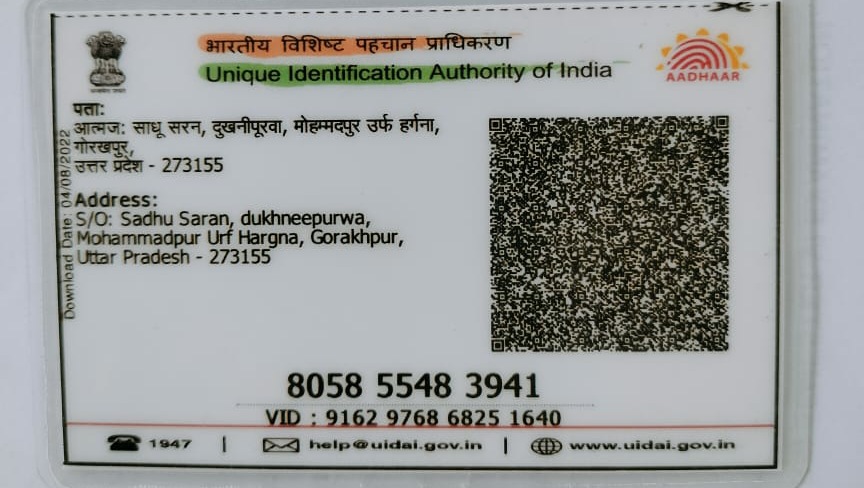 भारतीय विशिष्ट पहचान प्राधिकरण
Unique Identification Authority of India
AADHAAR
पता:
आत्मज: साधू सरन, दुखनीपूरवा, मोहम्मदपुर उर्फ हर्गना,
गोरखपुर,
उत्तर प्रदेश - 273155
Address:
S/O: Sadhu Saran, dukhneepurwa,
Mohammadpur Urf Hargna, Gorakhpur,
Uttar Pradesh - 273155
Download Date: 04/08/2022
8058 5548 3941
VID : 9162 9768 6825 1640
1947 | help@uidai.gov.in | www.uidai.gov.in